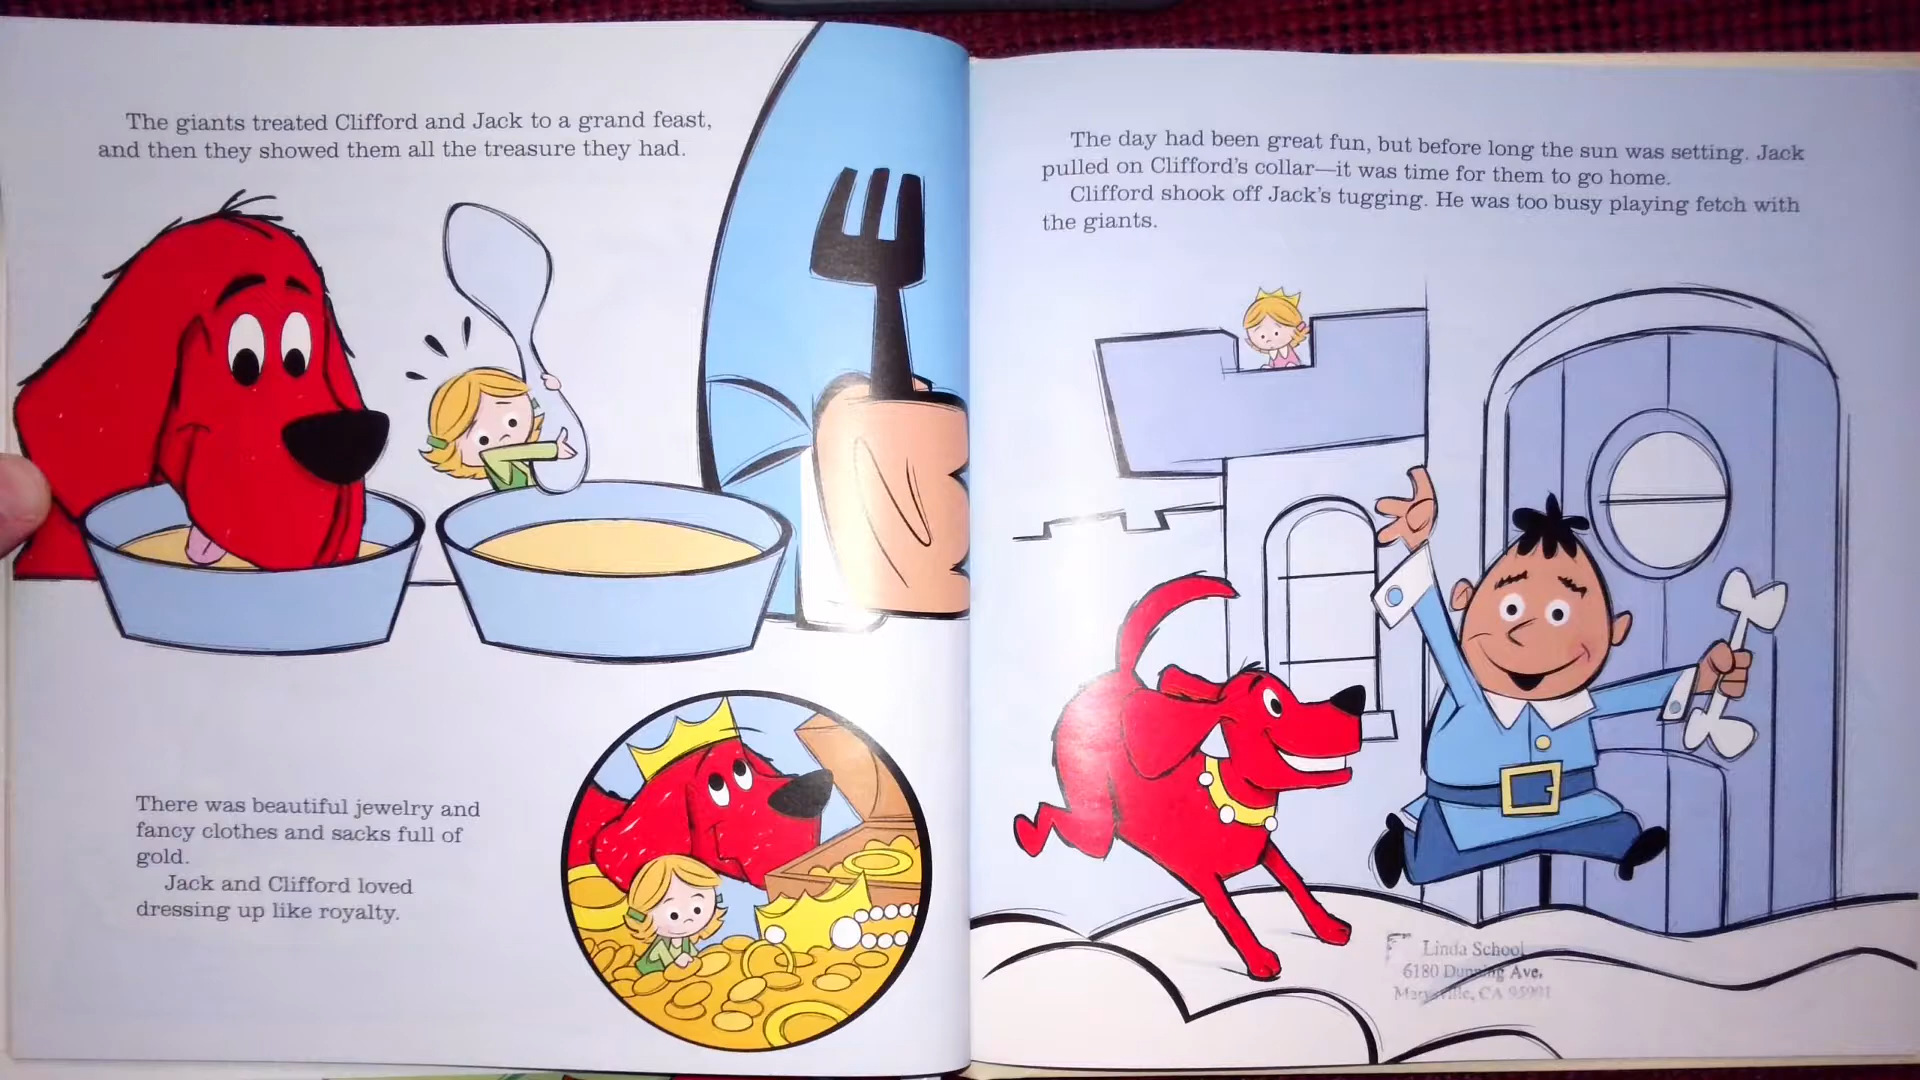 The giants treated Clifford and Jack to a grand feast,
and then they showed them all the treasure they had.
There was beautiful jewelry and
fancy clothes and sacks full of
gold.
Jack and Clifford loved
dressing up like royalty.
The day had been great fun, but before long the sun was setting. Jack
pulled on Clifford's collar—it was time for them to go home.
Clifford shook off Jack's tugging. He was too busy playing fetch with
the giants.
Linda School
6180 Dunning Ave.
Marysville, CA 95901